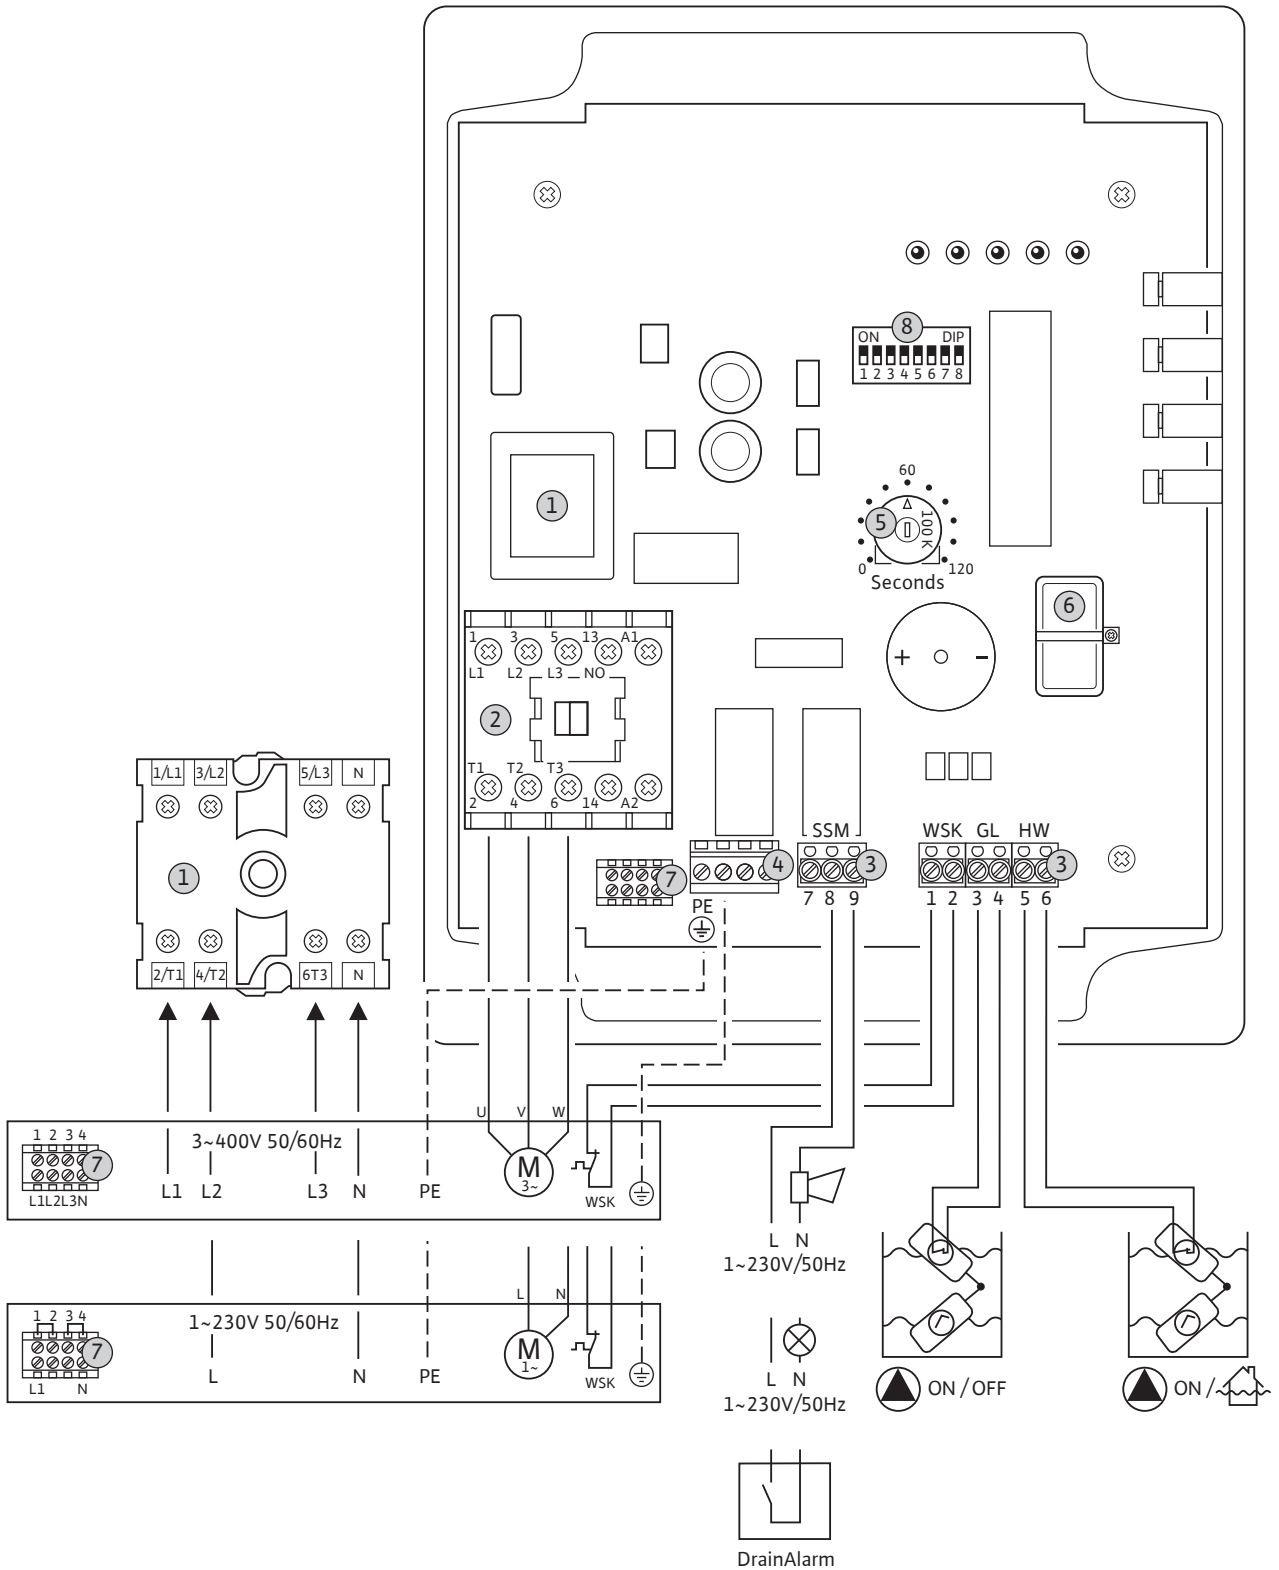 8
ON DIP
1 2 3 4 5 6 7 8
60
1
5
100 K
0 120
Seconds
6
1 3 5 13 A1
L1 L2 L3 NO
+ −
2
T1 T2 T3
2 4 6 14 A2
1/L1 3/L2 5/L3 N
1
2/T1 4/T2 6T3 N
7
4
PE
SSM
3
7 8 9
WSK GL HW
3
1 2 3 4 5 6
U V W
1 2 3 4
7
L1L2L3N
3~400V 50/60Hz
L1 L2 L3 N PE
M
3~
WSK
L N
1~230V/50Hz
L N
1 2 3 4
7
L1 N
1~230V 50/60Hz
L N PE
M
1~
WSK
L N
1~230V/50Hz
ON / OFF
ON /
DrainAlarm